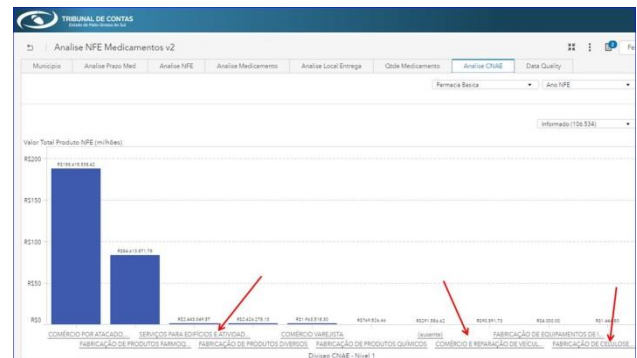 TRIBUNAL DE CONTAS
Estado de Mato Grosso do Sul
Analise NFE Medicamentos v2
Município Analise Prazo Med Analise NFE Analise Medicamento Analise Local Entrega Qtde Medicamento Analise CNAE Data Quality
Farmacia Basica Ano NFE
Informado (106.534)
Valor Total Produto NFE (milhões)
R$200
R$150
R$100
R$50
R$0
COMÉRCIO POR ATACADO,... SERVIÇOS PARA EDIFÍCIOS E ATIVIDAD... COMÉRCIO VAREJISTA (ausente) FABRICAÇÃO DE EQUIPAMENTOS DE I...
FABRICAÇÃO DE PRODUTOS FARMOQ... FABRICAÇÃO DE PRODUTOS DIVERSOS FABRICAÇÃO DE PRODUTOS QUÍMICOS COMÉRCIO E REPARAÇÃO DE VEÍCUL... FABRICAÇÃO DE CELULOSE...
Divisao CNAE - Nivel 1